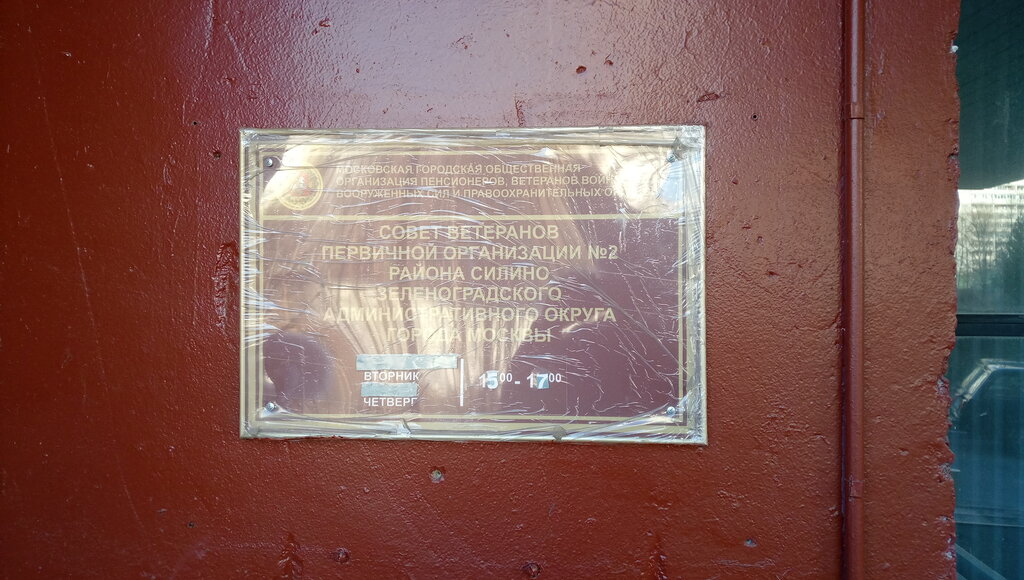 МОСКОВСКАЯ ГОРОДСКАЯ ОБЩЕСТВЕННАЯ
ОРГАНИЗАЦИЯ ПЕНСИОНЕРОВ, ВЕТЕРАНОВ
ВООРУЖЕННЫХ СИЛ И ПРАВООХРАНИТЕЛЬНЫХ
СОВЕТ ВЕТЕРАНОВ
ПЕРВИЧНОЙ ОРГАНИЗАЦИИ №2
РАЙОНА СИЛИНО
ЗЕЛЕНОГРАДСКОГО
АДМИНИСТРАТИВНОГО ОКРУГА
ГОРОДА МОСКВЫ
ВТОРНИК
15⁰⁰ - 17⁰⁰
ЧЕТВЕРГ